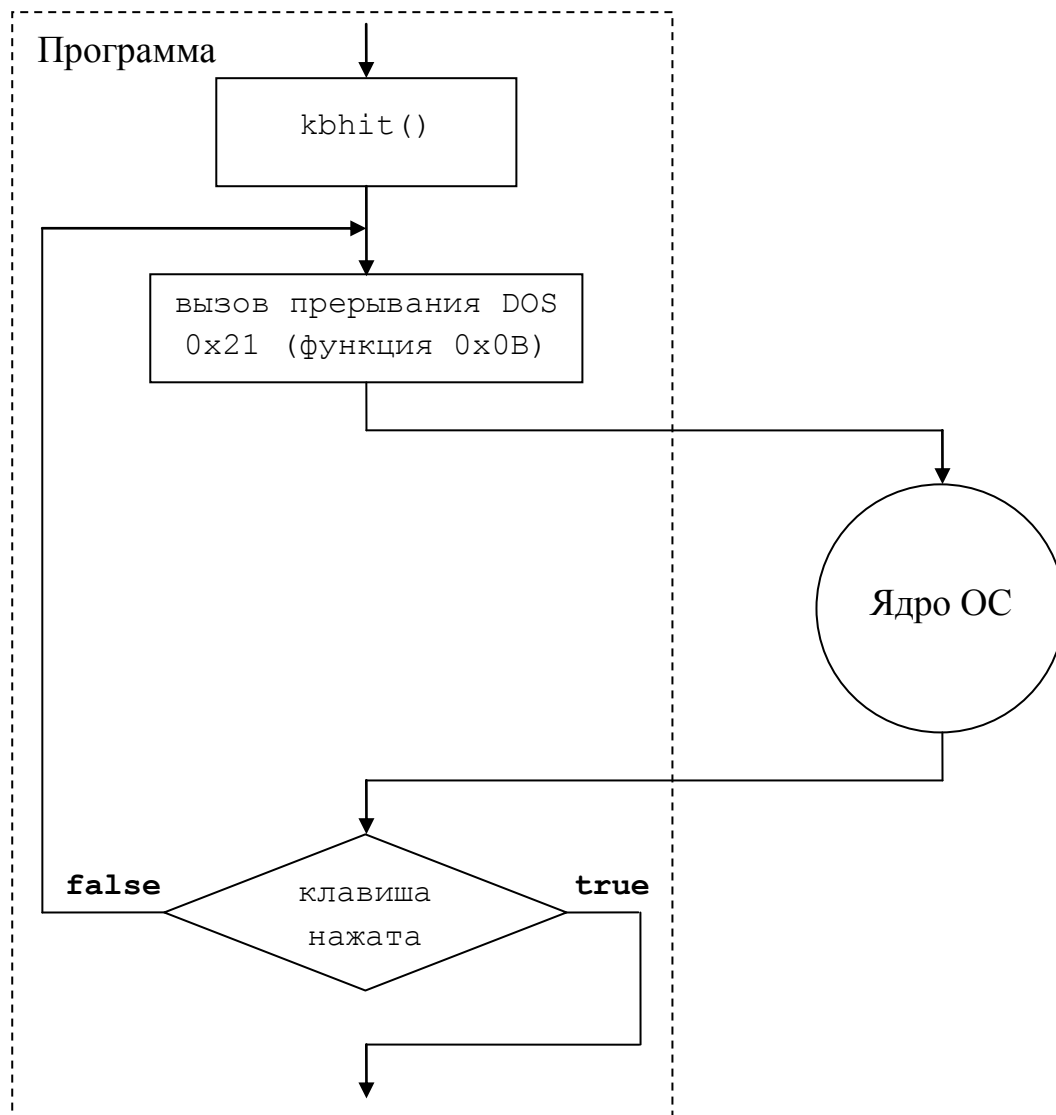 Программа
kbhit()
вызов прерывания DOS
0x21 (функция 0x0B)
Ядро ОС
false
true
клавиша
нажата